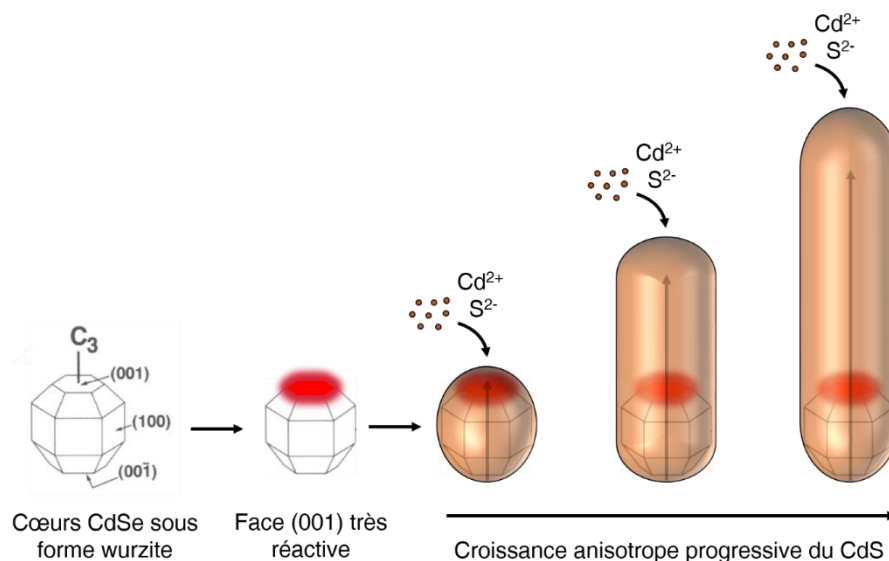 Cd²⁺
S²⁻
Cd²⁺
S²⁻
Cd²⁺
S²⁻
C₃
(001)
(100)
(001̄)
Cœurs CdSe sous
forme wurzite
Face (001) très
réactive
Croissance anisotrope progressive du CdS